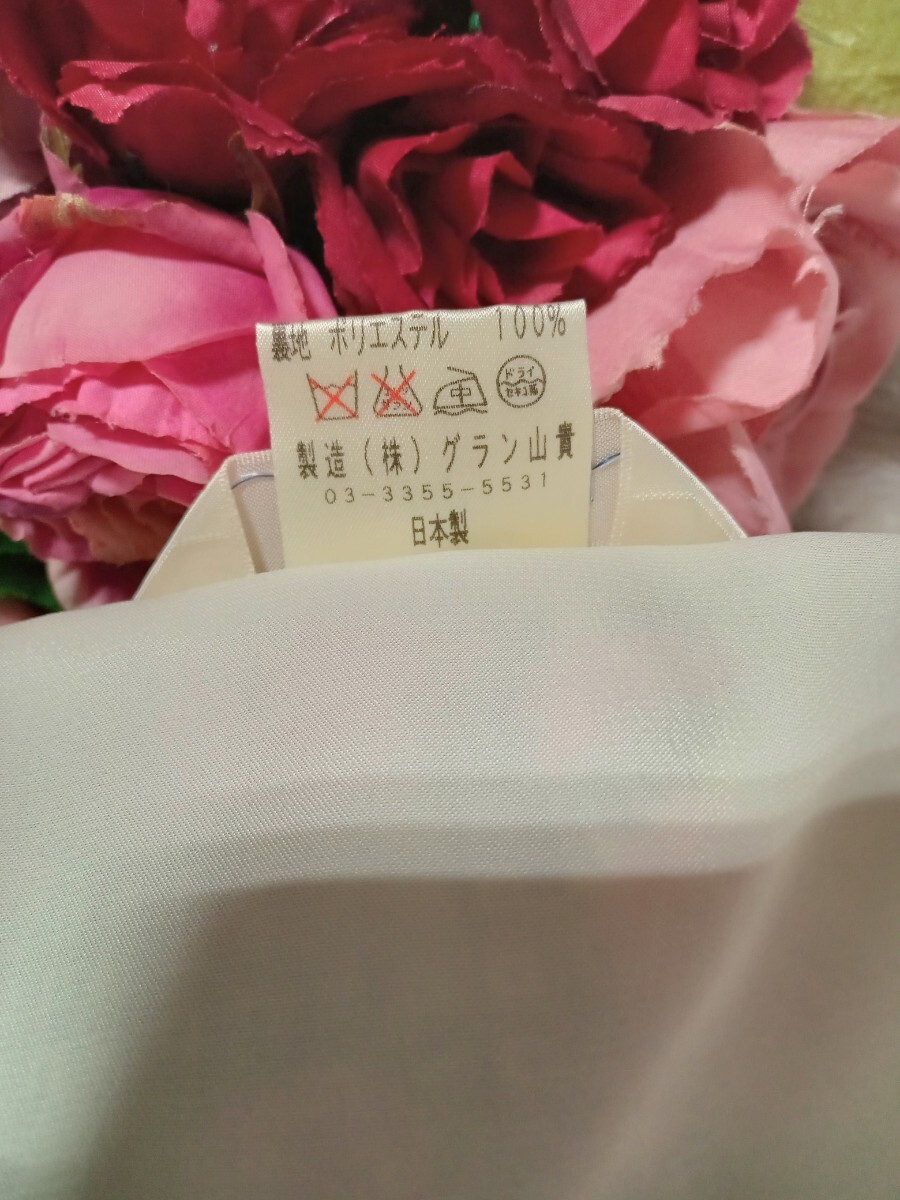 裏地 ポリエステル 100%
中 ドライ
セキユ系
製造(株)グラン山貴
03-3355-5531
日本製